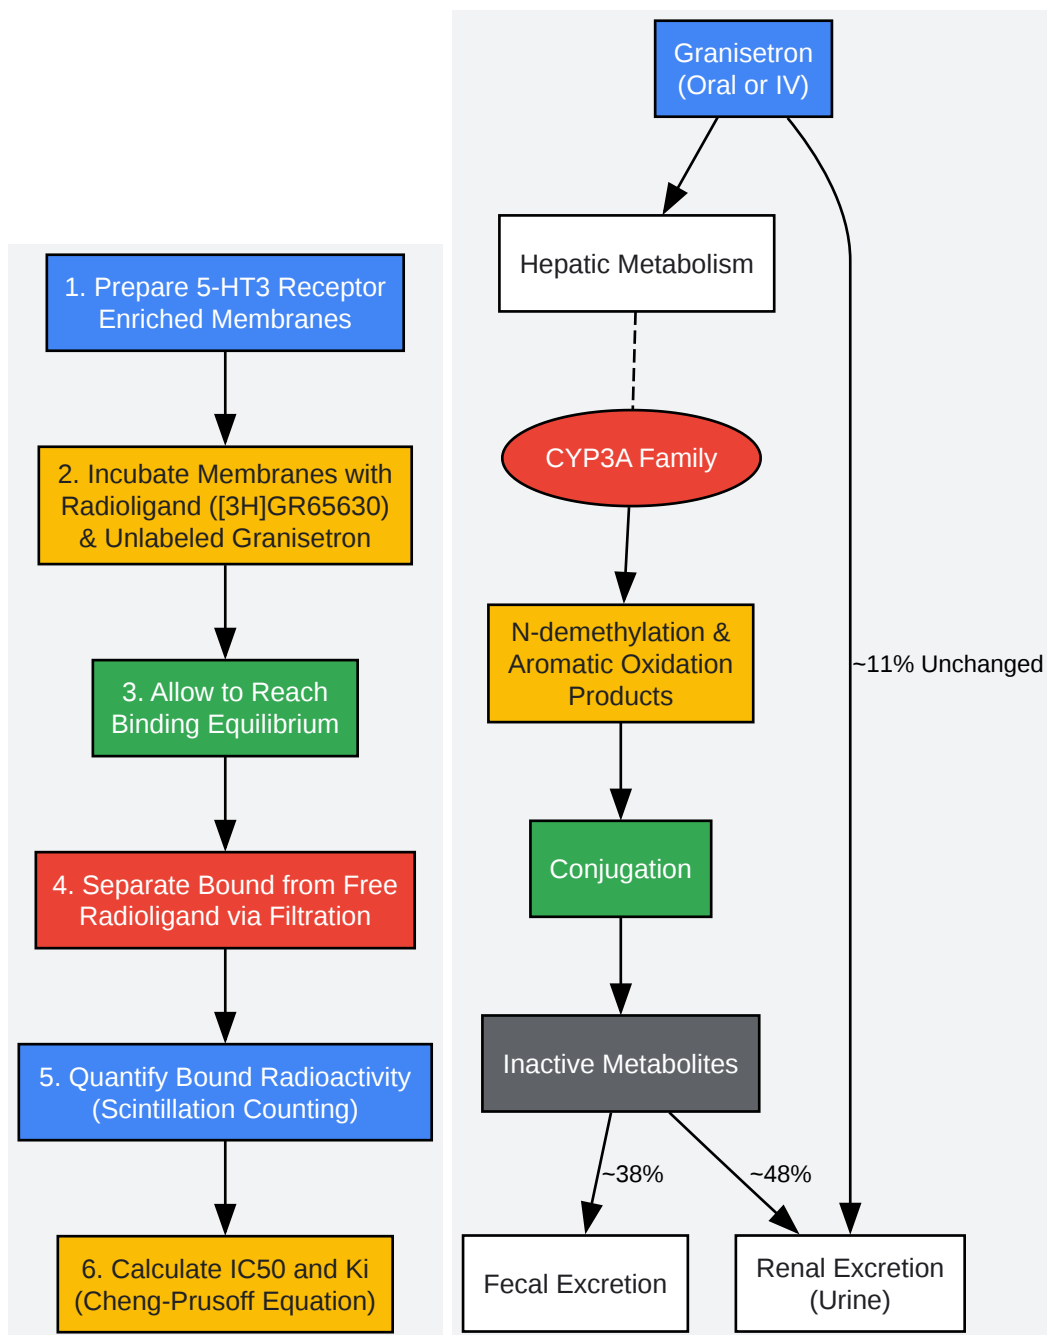 1. Prepare 5-HT3 Receptor
Enriched Membranes
2. Incubate Membranes with
Radioligand ([3H]GR65630)
& Unlabeled Granisetron
3. Allow to Reach
Binding Equilibrium
4. Separate Bound from Free
Radioligand via Filtration
5. Quantify Bound Radioactivity
(Scintillation Counting)
6. Calculate IC50 and Ki
(Cheng-Prusoff Equation)
Granisetron
(Oral or IV)
Hepatic Metabolism
CYP3A Family
N-demethylation &
Aromatic Oxidation
Products
~11% Unchanged
Conjugation
Inactive Metabolites
~38%
~48%
Fecal Excretion
Renal Excretion
(Urine)